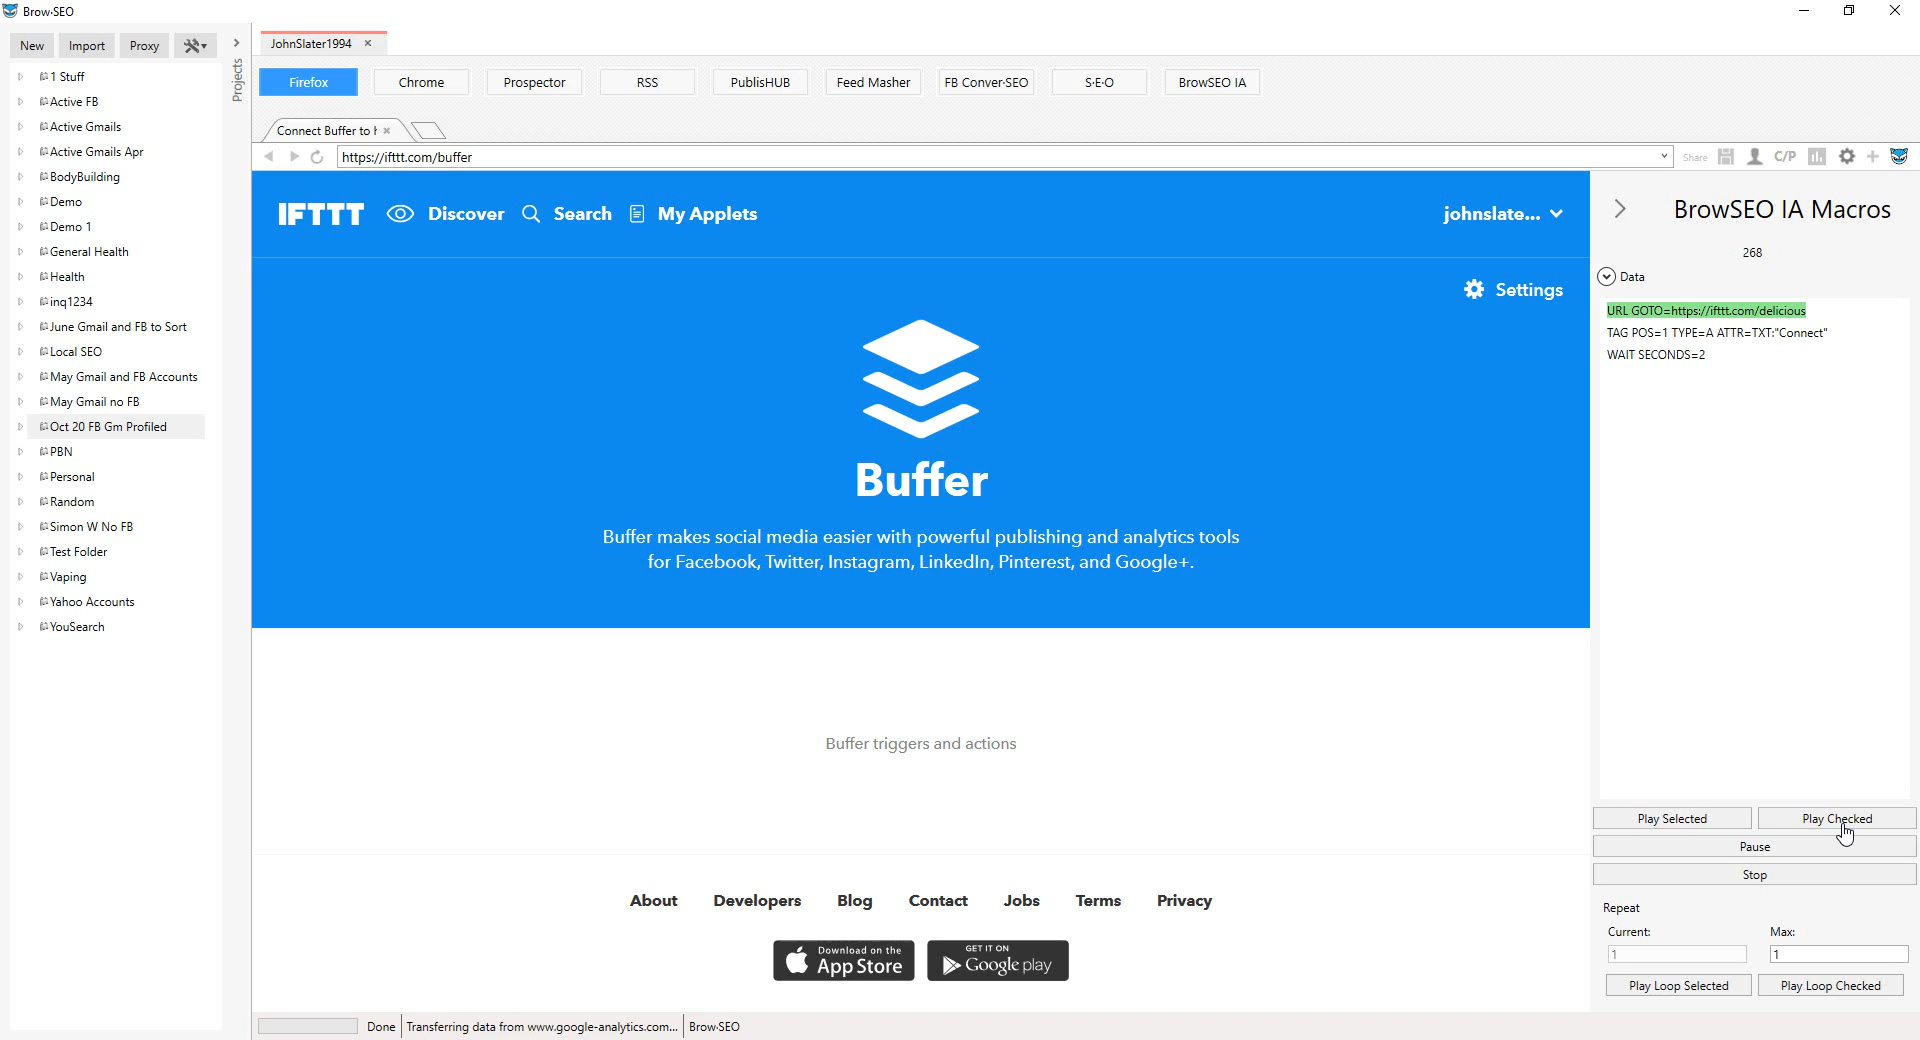 Brow·SEO
New
Import
Proxy
1 Stuff
Active FB
Active Gmails
Active Gmails Apr
BodyBuilding
Demo
Demo 1
General Health
Health
inq1234
June Gmail and FB to Sort
Local SEO
May Gmail and FB Accounts
May Gmail no FB
Oct 20 FB Gm Profiled
PBN
Personal
Random
Simon W No FB
Test Folder
Vaping
Yahoo Accounts
YouSearch
Projects
JohnSlater1994
Firefox
Chrome
Prospector
RSS
PublisHUB
Feed Masher
FB Conver·SEO
S·E·O
BrowSEO IA
Connect Buffer to
https://ifttt.com/buffer
Share
C/P
IFTTT
Discover
Search
My Applets
johnslate...
Settings
Buffer
Buffer makes social media easier with powerful publishing and analytics tools
for Facebook, Twitter, Instagram, LinkedIn, Pinterest, and Google+.
Buffer triggers and actions
About
Developers
Blog
Contact
Jobs
Terms
Privacy
Download on the
App Store
GET IT ON
Google play
BrowSEO IA Macros
268
Data
URL GOTO=https://ifttt.com/delicious
TAG POS=1 TYPE=A ATTR=TXT:"Connect"
WAIT SECONDS=2
Play Selected
Play Checked
Pause
Stop
Repeat
Current:
Max:
1
1
Play Loop Selected
Play Loop Checked
Done
Transferring data from www.google-analytics.com...
Brow·SEO